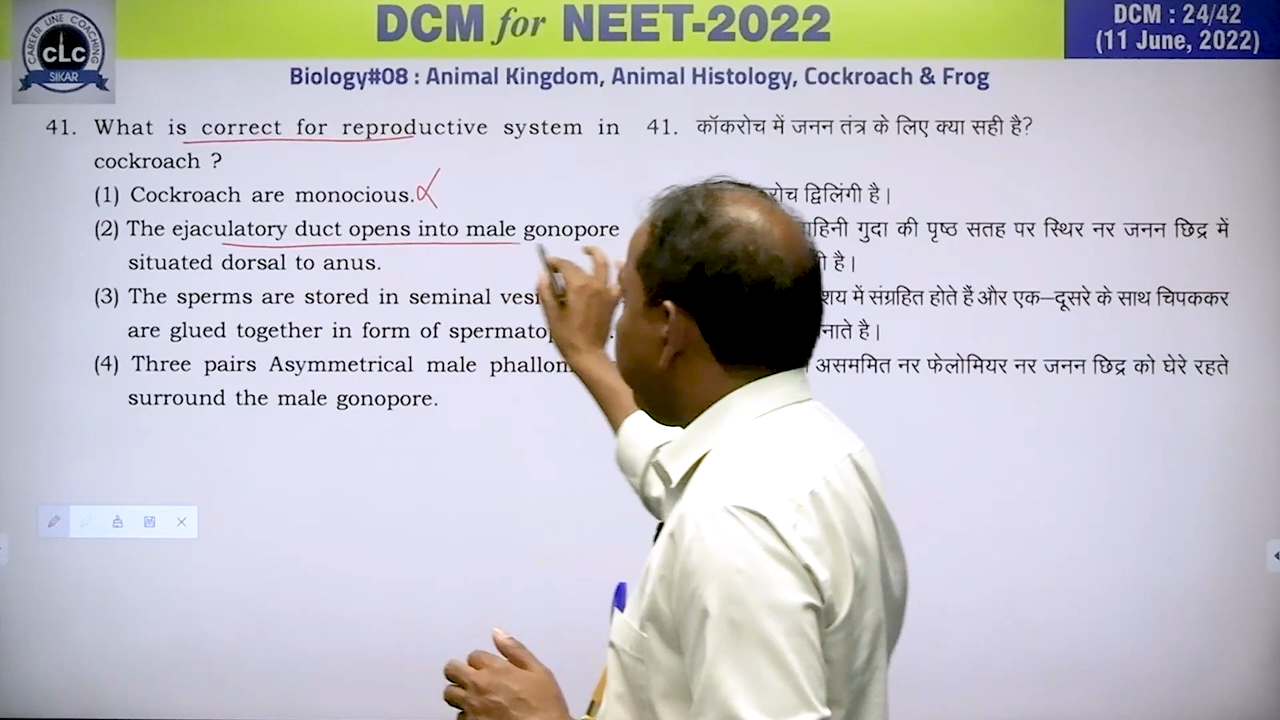 CAREER LINE COACHING
CLC
SIKAR
DCM for NEET-2022
DCM : 24/42
(11 June, 2022)
Biology#08 : Animal Kingdom, Animal Histology, Cockroach & Frog
41. What is correct for reproductive system in
cockroach ?
(1) Cockroach are monocious.
(2) The ejaculatory duct opens into male gonopore
situated dorsal to anus.
(3) The sperms are stored in seminal
are glued together in form of
(4) Three pairs Asymmetrical male
surround the male gonopore.
41. कॉकरोच में जनन तंत्र के लिए क्या सही है?
द्विलिंगी है।
गुदा की पृष्ठ सतह पर स्थिर नर जनन छिद्र में
है।
में संग्रहित होते हैं और एक–दूसरे के साथ चिपककर
है।
असममित नर फेलोमियर नर जनन छिद्र को घेरे रहते